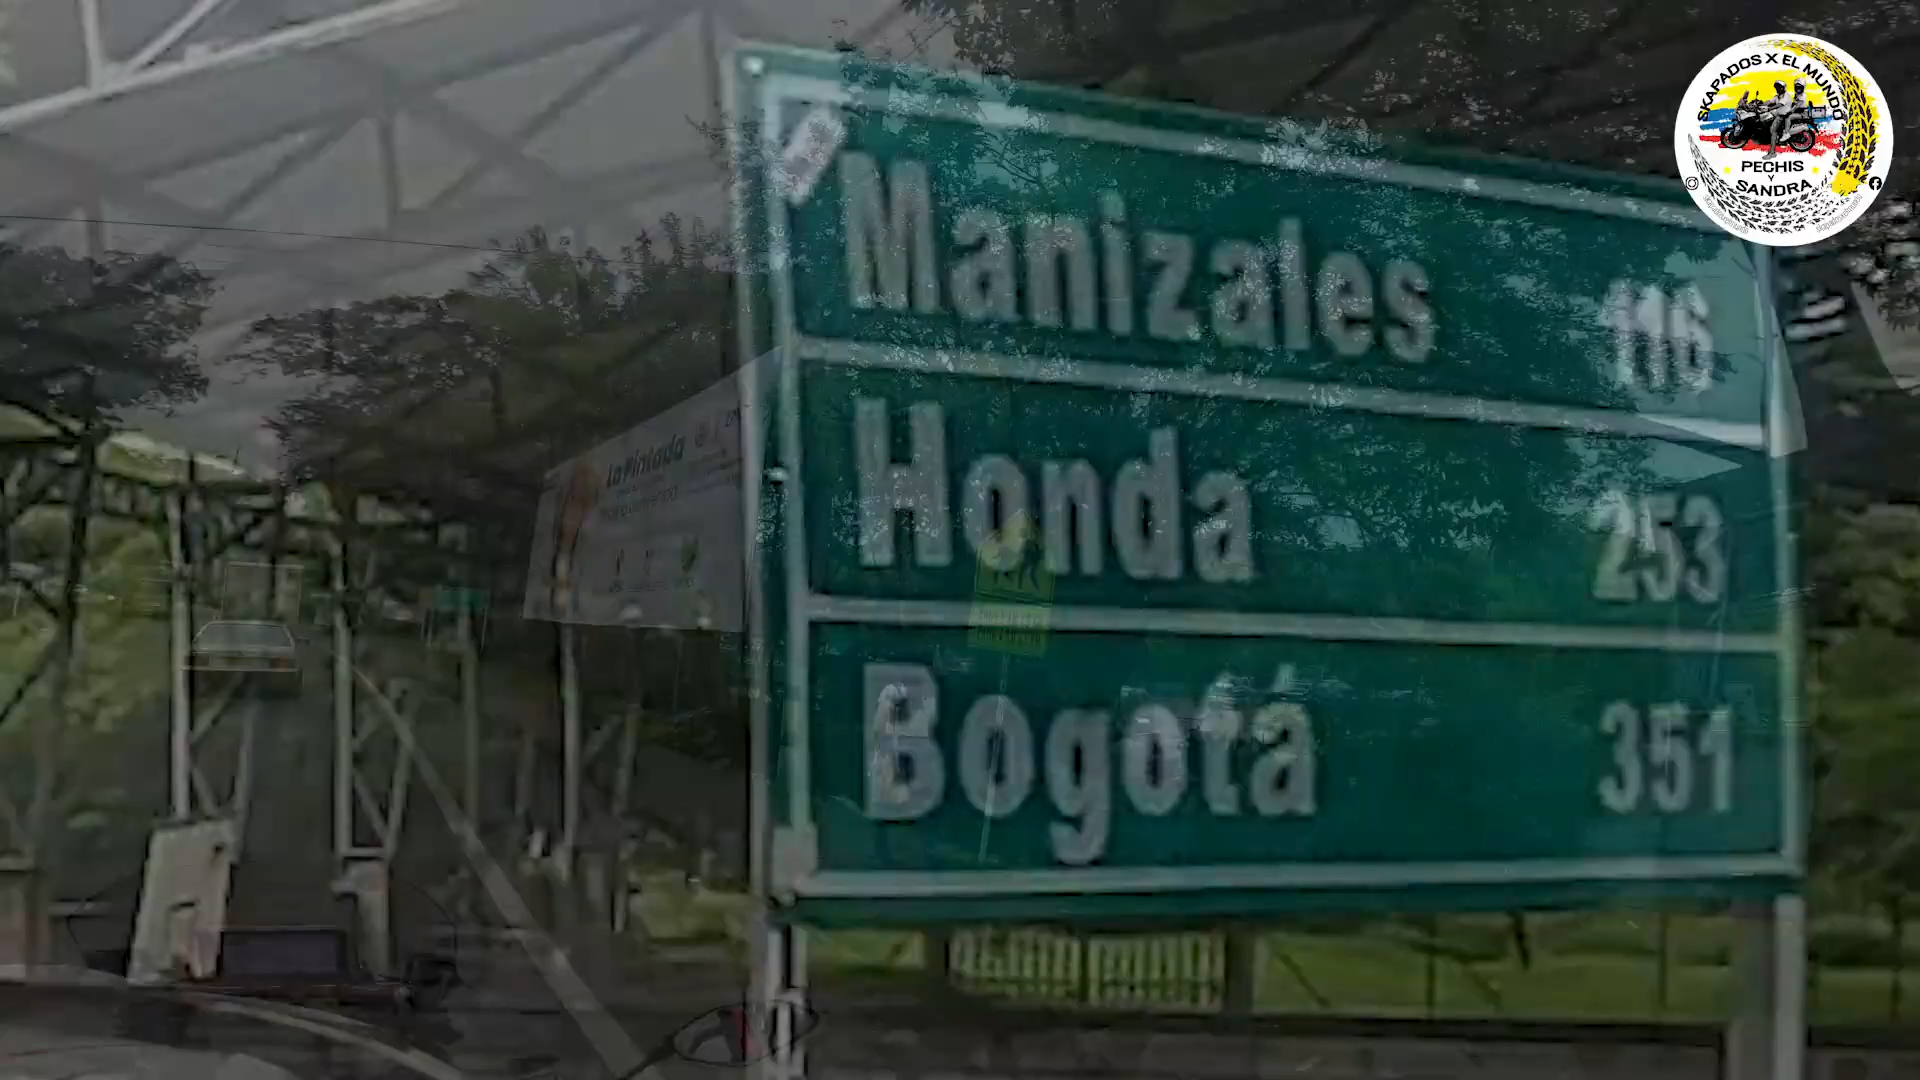 SKAPADOS X EL MUNDO
PECHIS
Y
SANDRA
Manizales 116
Honda 253
Bogotá 351
La Pintada